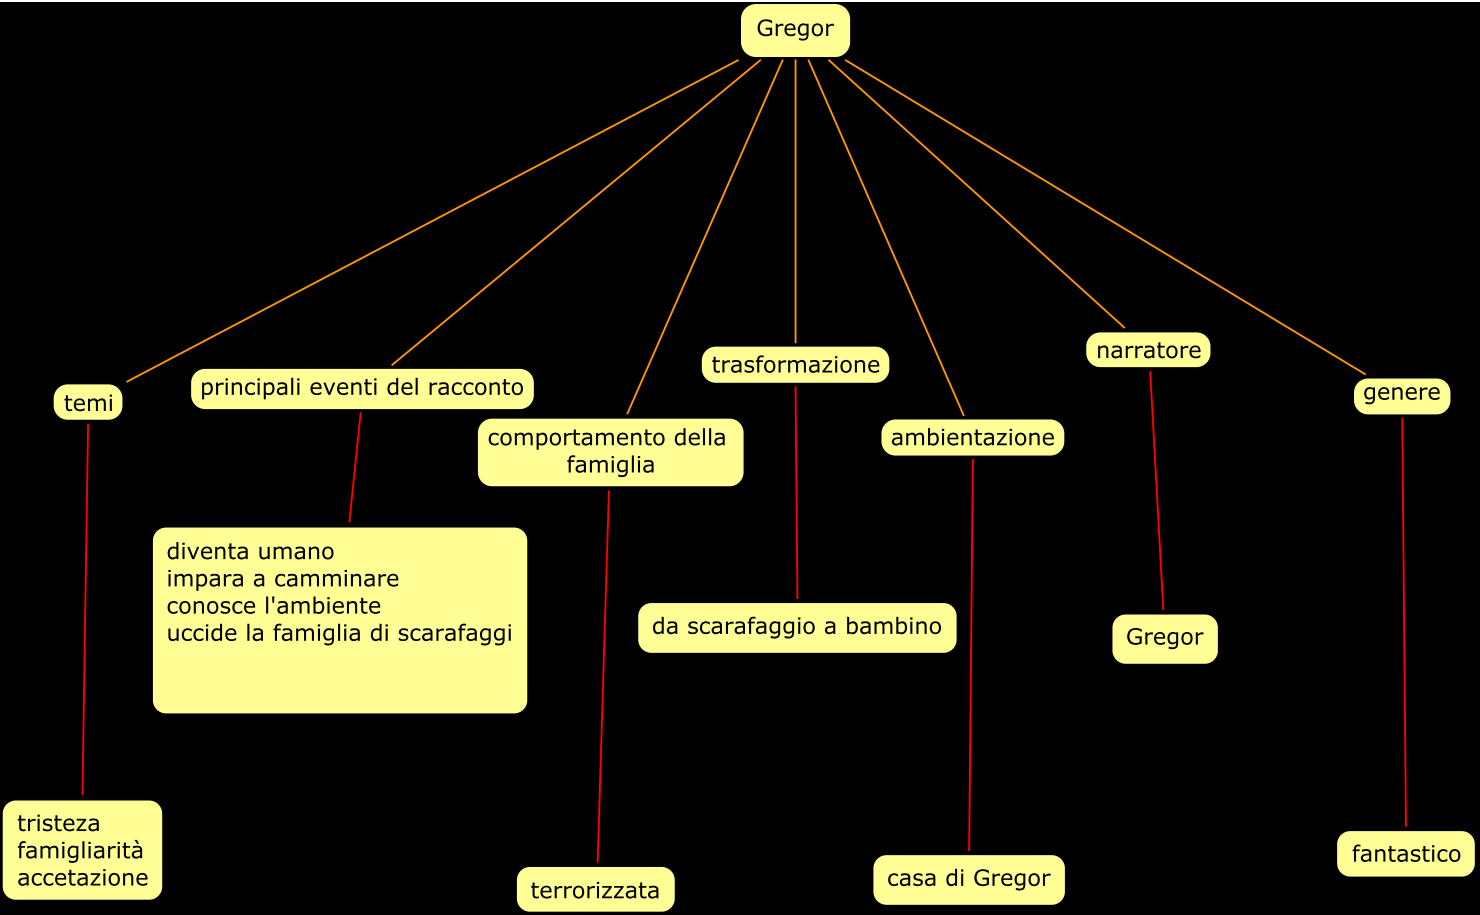 Gregor
temi
principali eventi del racconto
comportamento della
famiglia
trasformazione
ambientazione
narratore
genere
tristeza
famigliarità
accetazione
diventa umano
impara a camminare
conosce l'ambiente
uccide la famiglia di scarafaggi
terrorizzata
da scarafaggio a bambino
casa di Gregor
Gregor
fantastico